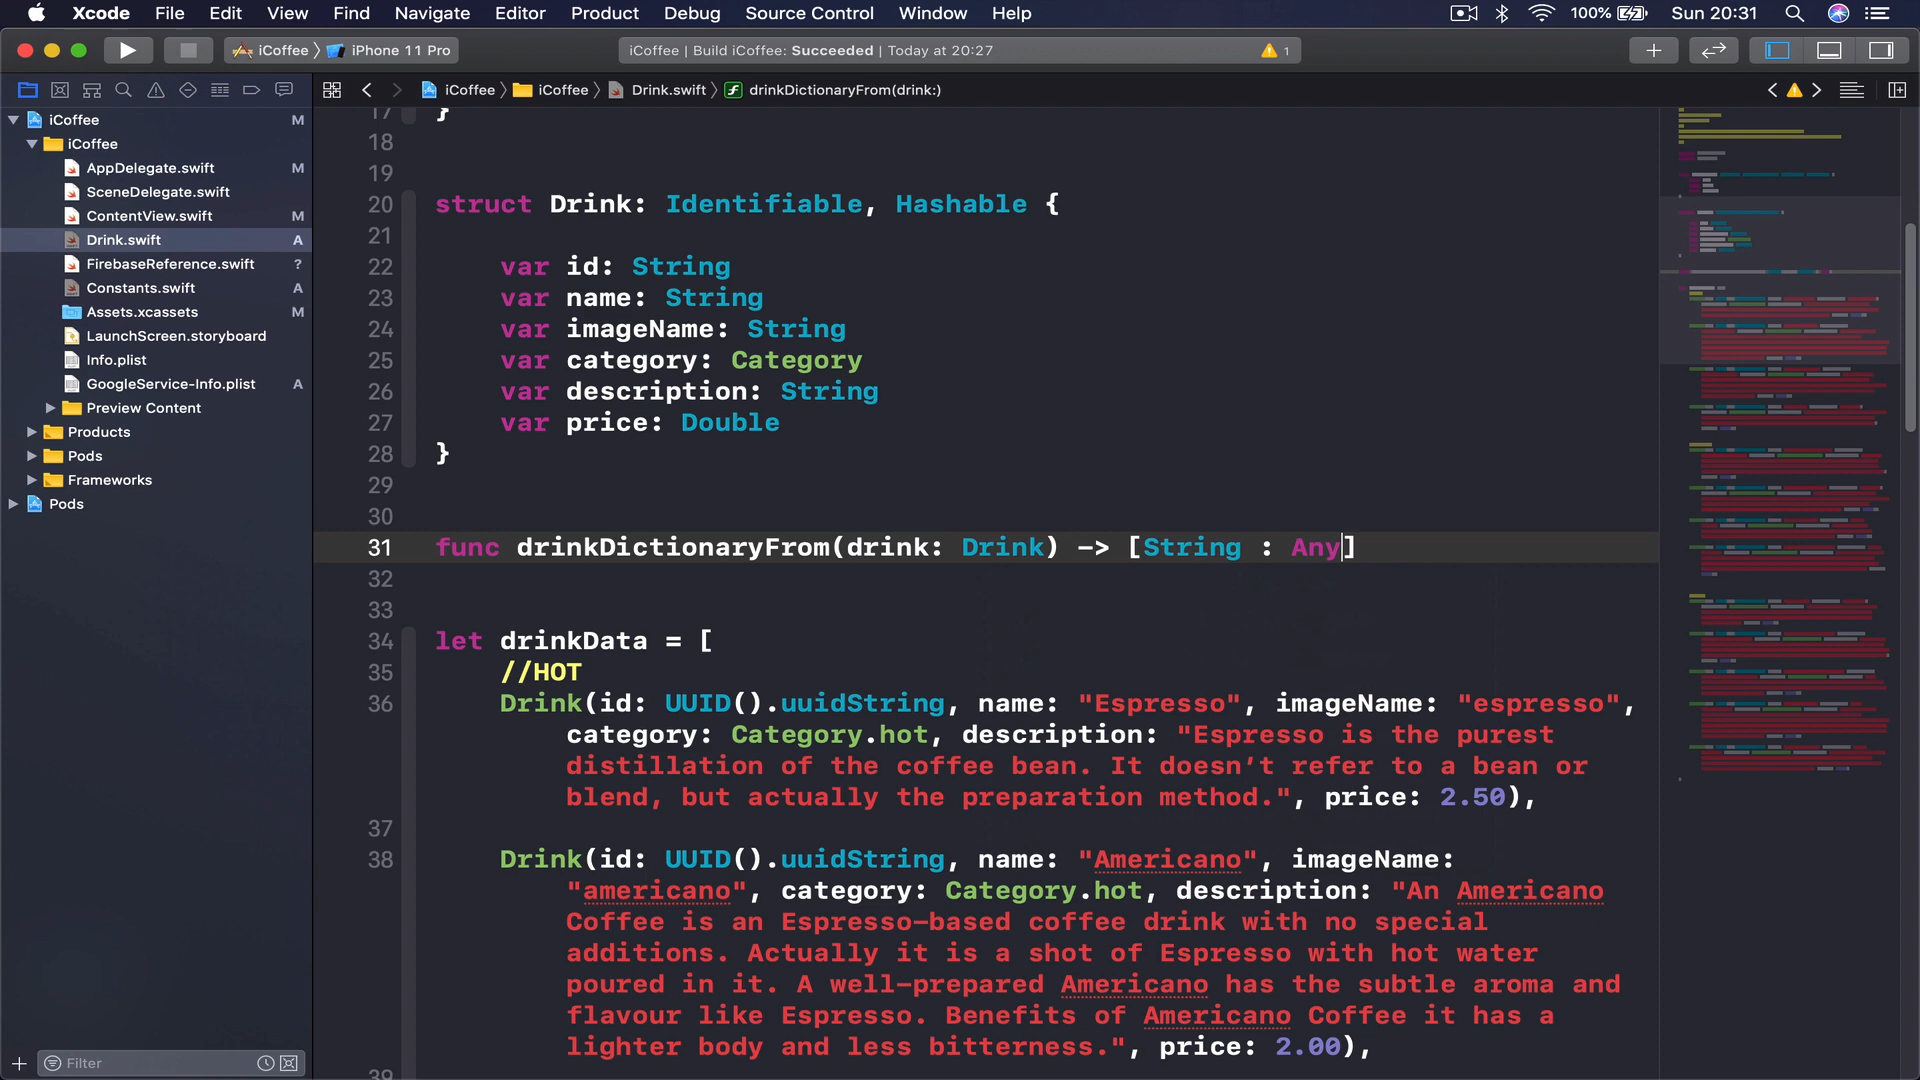 Xcode File Edit View Find Navigate Editor Product Debug Source Control Window Help 100% Sun 20:31
iCoffee iPhone 11 Pro iCoffee | Build iCoffee: Succeeded | Today at 20:27 1
iCoffee iCoffee Drink.swift drinkDictionaryFrom(drink:)
iCoffee M
iCoffee
AppDelegate.swift M
SceneDelegate.swift
ContentView.swift M
Drink.swift A
FirebaseReference.swift ?
Constants.swift A
Assets.xcassets M
LaunchScreen.storyboard
Info.plist
GoogleService-Info.plist A
Preview Content
Products
Pods
Frameworks
Pods
Filter
17 }
18
19
20 struct Drink: Identifiable, Hashable {
21
22 var id: String
23 var name: String
24 var imageName: String
25 var category: Category
26 var description: String
27 var price: Double
28 }
29
30
31 func drinkDictionaryFrom(drink: Drink) -> [String : Any]
32
33
34 let drinkData = [
35 //HOT
36 Drink(id: UUID().uuidString, name: "Espresso", imageName: "espresso",
category: Category.hot, description: "Espresso is the purest
distillation of the coffee bean. It doesn’t refer to a bean or
blend, but actually the preparation method.", price: 2.50),
37
38 Drink(id: UUID().uuidString, name: "Americano", imageName:
"americano", category: Category.hot, description: "An Americano
Coffee is an Espresso-based coffee drink with no special
additions. Actually it is a shot of Espresso with hot water
poured in it. A well-prepared Americano has the subtle aroma and
flavour like Espresso. Benefits of Americano Coffee it has a
lighter body and less bitterness.", price: 2.00),
39